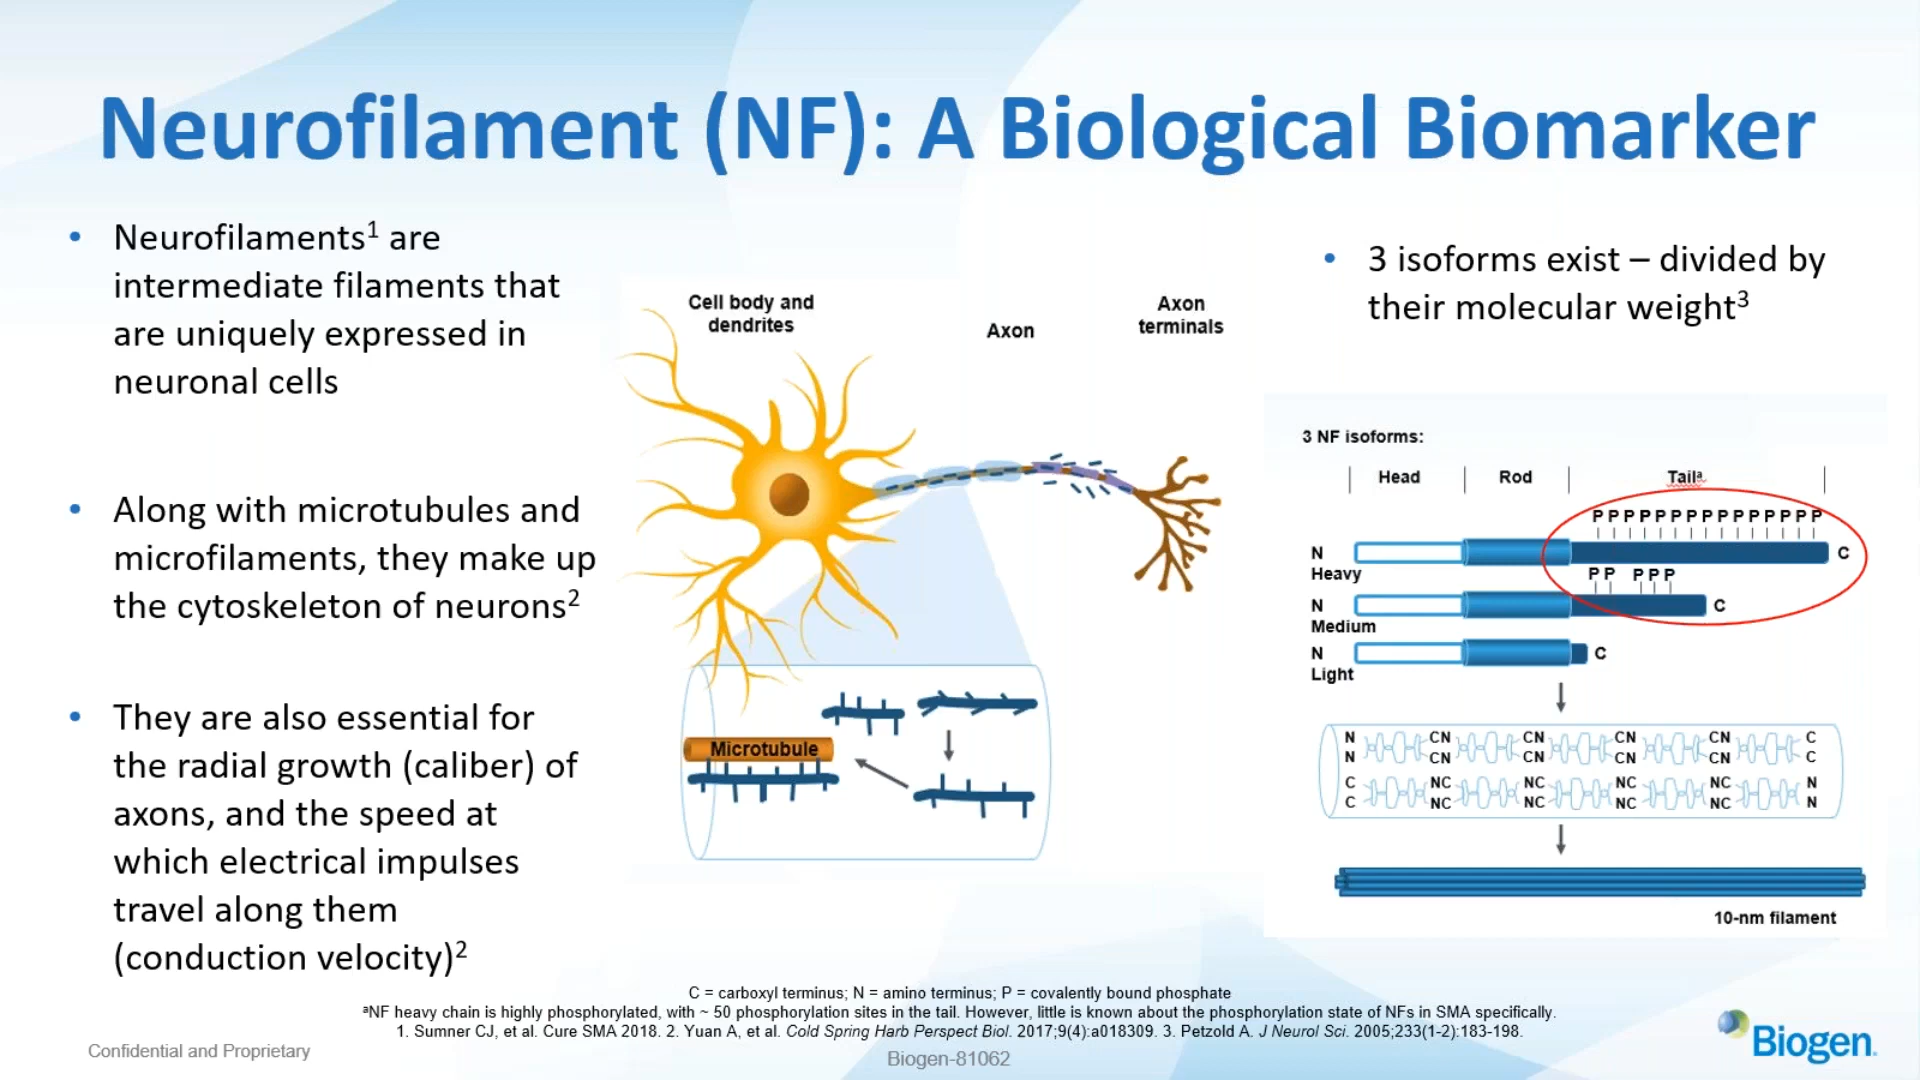 Neurofilament (NF): A Biological Biomarker
• Neurofilaments1 are
intermediate filaments that
are uniquely expressed in
neuronal cells
• Along with microtubules and
microfilaments, they make up
the cytoskeleton of neurons2
• They are also essential for
the radial growth (caliber) of
axons, and the speed at
which electrical impulses
travel along them
(conduction velocity)2
Cell body and
dendrites
Axon
Axon
terminals
Microtubule
• 3 isoforms exist – divided by
their molecular weight3
3 NF isoforms:
Head Rod Tailª
P P P P P P P P P P P P P P P
N C
Heavy
P P P P P
N C
Medium
N C
Light
N CN CN CN CN C
N CN CN CN CN C
C NC NC NC NC N
C NC NC NC NC N
10-nm filament
C = carboxyl terminus; N = amino terminus; P = covalently bound phosphate
ªNF heavy chain is highly phosphorylated, with ~ 50 phosphorylation sites in the tail. However, little is known about the phosphorylation state of NFs in SMA specifically.
1. Sumner CJ, et al. Cure SMA 2018. 2. Yuan A, et al. Cold Spring Harb Perspect Biol. 2017;9(4):a018309. 3. Petzold A. J Neurol Sci. 2005;233(1-2):183-198.
Confidential and Proprietary
Biogen-81062
Biogen.